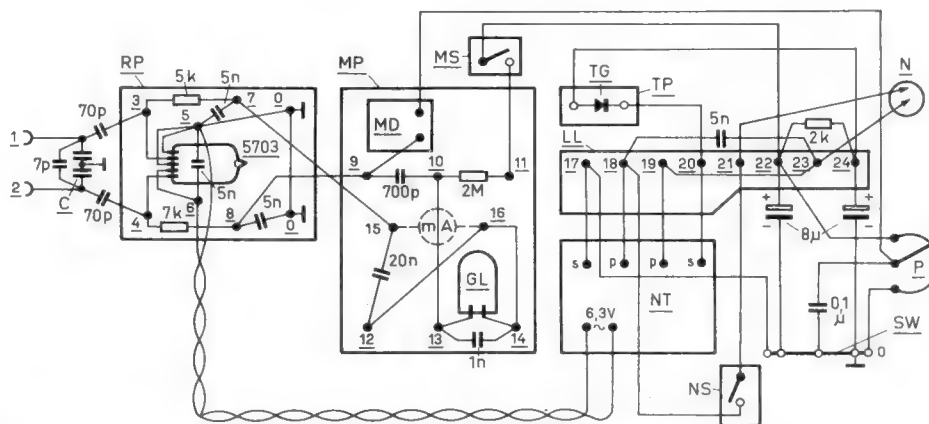 RP
5k
5n
7
0
70p
3
5
5703
1
7p
C
2
70p
4
7k
6
8
5n
5n
0
MP
MD
9
10
11
700p
2M
15
m A
16
20n
GL
12
13
14
1n
MS
TG
TP
N
5n
2k
LL
17
18
19
20
21
22
23
24
+
+
8μ
−
−
s
p
p
s
NT
6,3V
~
P
0,1
μ
SW
0
NS